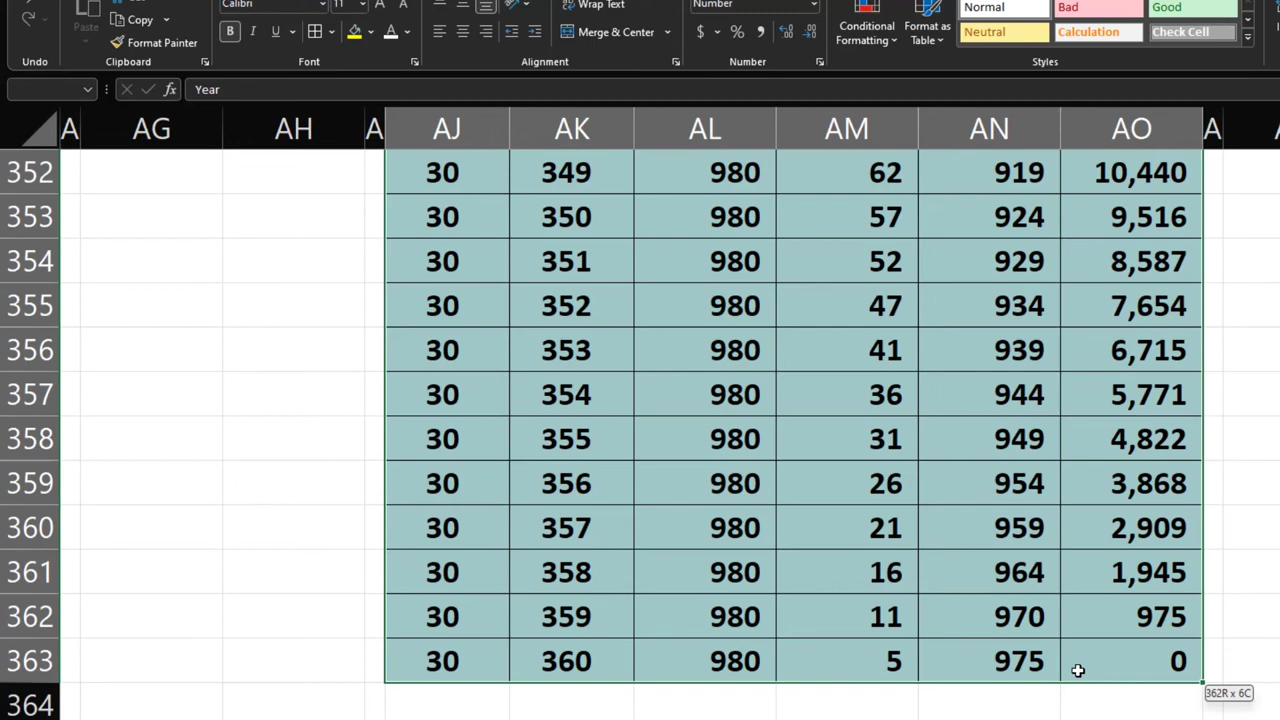 Copy
Paste
Format Painter
Calibri 11 A A
B I U A
Wrap Text
Merge & Center
Number
$ % ,
Conditional Formatting
Format as Table
Normal Bad Good
Neutral Calculation Check Cell
Undo Clipboard Font Alignment Number Styles
fx Year
A AG AH A AJ AK AL AM AN AO A
352 30 349 980 62 919 10,440
353 30 350 980 57 924 9,516
354 30 351 980 52 929 8,587
355 30 352 980 47 934 7,654
356 30 353 980 41 939 6,715
357 30 354 980 36 944 5,771
358 30 355 980 31 949 4,822
359 30 356 980 26 954 3,868
360 30 357 980 21 959 2,909
361 30 358 980 16 964 1,945
362 30 359 980 11 970 975
363 30 360 980 5 975 0
364
362R x 6C